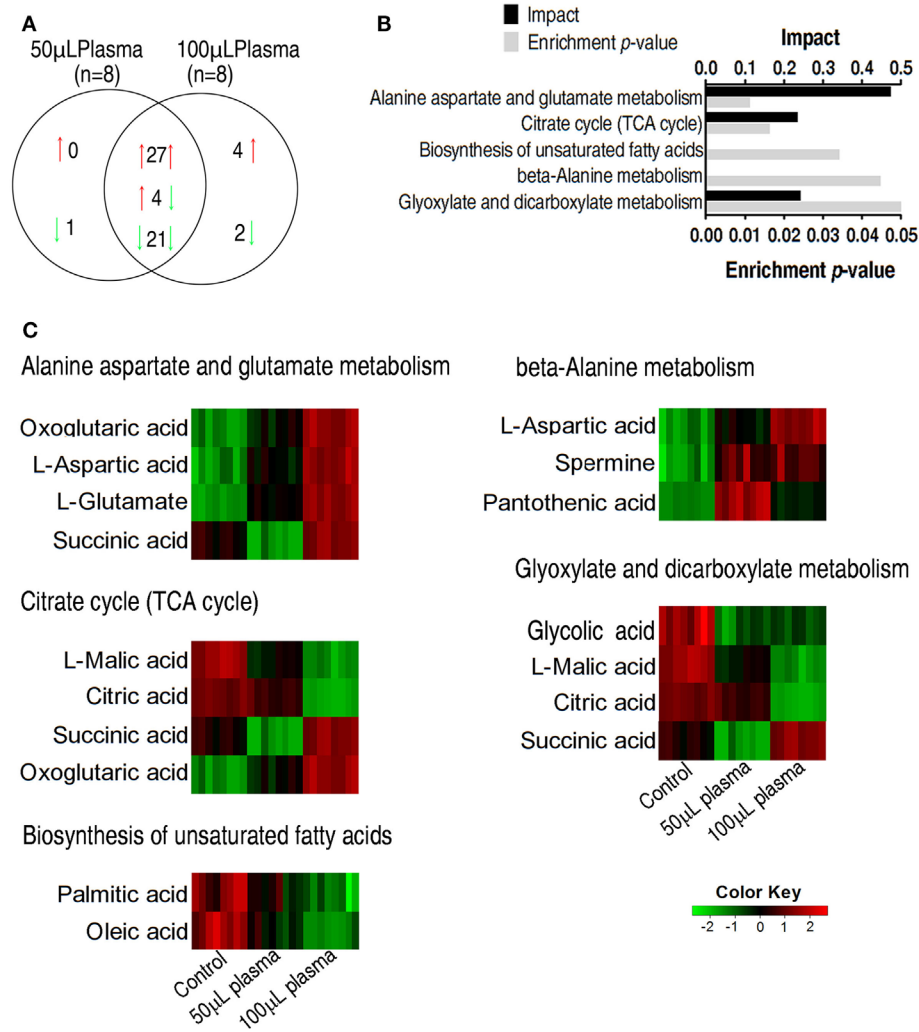 A
50µLPlasma 100µLPlasma
(n=8) (n=8)
↑0 ↑27↑ 4↑
↑4↓
↓1 ↓21↓ 2↓
B
Impact
Enrichment p-value
Impact
0.0 0.1 0.2 0.3 0.4 0.5
Alanine aspartate and glutamate metabolism
Citrate cycle (TCA cycle)
Biosynthesis of unsaturated fatty acids
beta-Alanine metabolism
Glyoxylate and dicarboxylate metabolism
0.00 0.01 0.02 0.03 0.04 0.05
Enrichment p-value
C
Alanine aspartate and glutamate metabolism
Oxoglutaric acid
L-Aspartic acid
L-Glutamate
Succinic acid
Citrate cycle (TCA cycle)
L-Malic acid
Citric acid
Succinic acid
Oxoglutaric acid
Biosynthesis of unsaturated fatty acids
Palmitic acid
Oleic acid
Control
50µL plasma
100µL plasma
beta-Alanine metabolism
L-Aspartic acid
Spermine
Pantothenic acid
Glyoxylate and dicarboxylate metabolism
Glycolic acid
L-Malic acid
Citric acid
Succinic acid
Control
50µL plasma
100µL plasma
Color Key
-2 -1 0 1 2